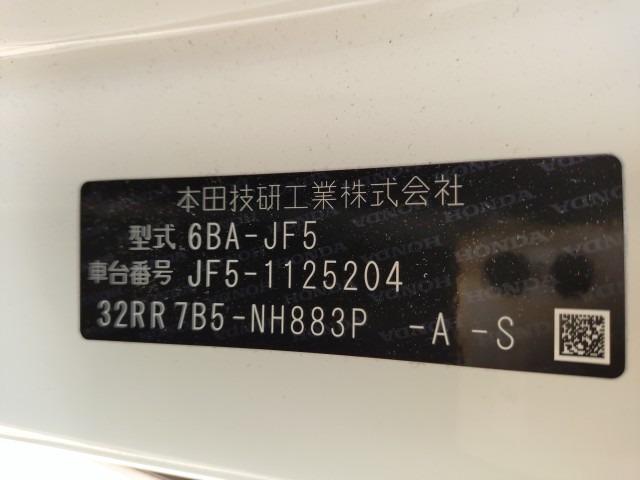 本田技研工業株式会社
型式 6BA-JF5
車台番号 JF5-1125204
32RR 7B5-NH883P -A -S